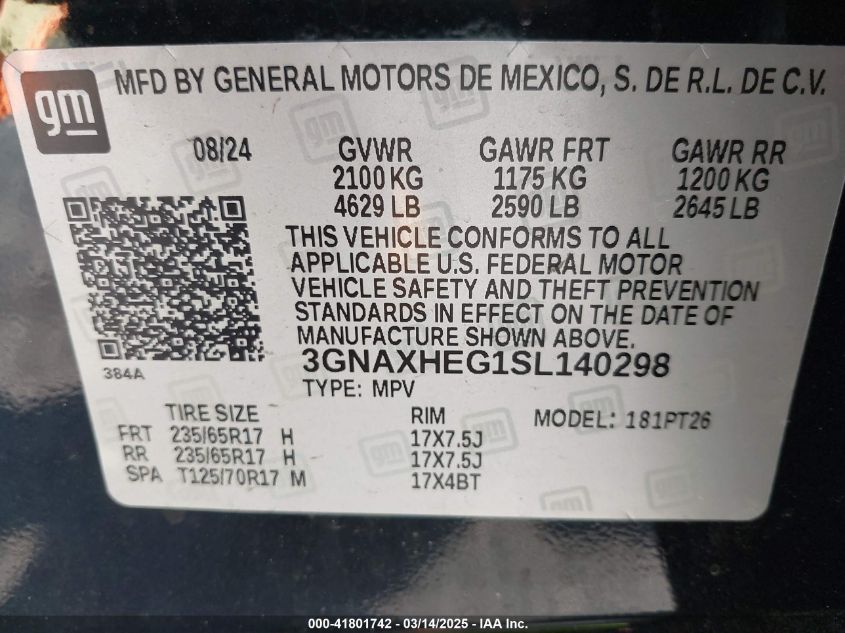 gm
MFD BY GENERAL MOTORS DE MEXICO, S. DE R.L. DE C.V.
08/24 GVWR GAWR FRT GAWR RR
2100 KG 1175 KG 1200 KG
4629 LB 2590 LB 2645 LB
THIS VEHICLE CONFORMS TO ALL
APPLICABLE U.S. FEDERAL MOTOR
VEHICLE SAFETY AND THEFT PREVENTION
STANDARDS IN EFFECT ON THE DATE OF
MANUFACTURE SHOWN ABOVE.
3GNAXHEG1SL140298
384A
TYPE: MPV
TIRE SIZE RIM MODEL: 181PT26
FRT 235/65R17 H 17X7.5J
RR 235/65R17 H 17X7.5J
SPA T125/70R17 M 17X4BT
000-41801742 — 03/14/2025 - IAA Inc.